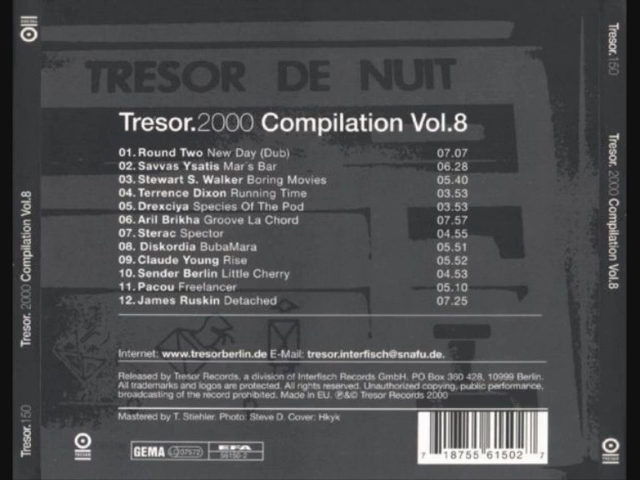 TRESOR DE NUIT
Tresor.2000 Compilation Vol.8
01. Round Two New Day (Dub) 07.07
02. Savvas Ysatis Mar's Bar 06.28
03. Stewart S. Walker Boring Movies 05.40
04. Terrence Dixon Running Time 03.53
05. Drexciya Species Of The Pod 03.53
06. Aril Brikha Groove La Chord 07.57
07. Sterac Spector 04.55
08. Diskordia BubaMara 05.51
09. Claude Young Rise 05.52
10. Sender Berlin Little Cherry 04.53
11. Pacou Freelancer 05.10
12. James Ruskin Detached 07.25
Internet: www.tresorberlin.de E-Mail: tresor.interfisch@snafu.de.
Released by Tresor Records, a division of Interfisch Records GmbH. PO Box 360 428, 10999 Berlin.
All trademarks and logos are protected. All rights reserved. Unauthorized copying, public performance,
broadcasting of the record prohibited. Made in EU. ℗&© Tresor Records 2000
Mastered by T. Stiehler. Photo: Steve D. Cover: Hkyk
GEMA LC 07572 EFA
7 18755 61502 7
Tresor. 2000 Compilation Vol.8
Tresor.150
Tresor.150
Tresor. 2000 Compilation Vol.8